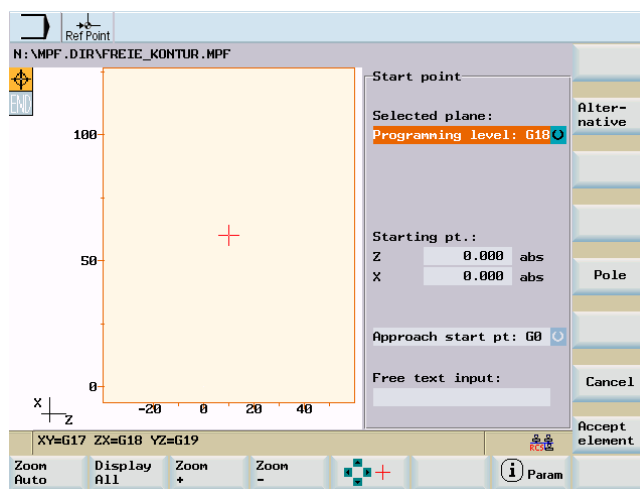 Ref Point
N:\MPF.DIR\FREIE_KONTUR.MPF
END
100
50
0
-20 0 20 40
X
Z
Start point
Selected plane:
Programming level: G18
Starting pt.:
Z 0.000 abs
X 0.000 abs
Approach start pt: G0
Free text input:
Alter-
native
Pole
Cancel
Accept
element
XY=G17 ZX=G18 YZ=G19
RCS
Zoom
Auto
Display
All
Zoom
+
Zoom
-
i Param